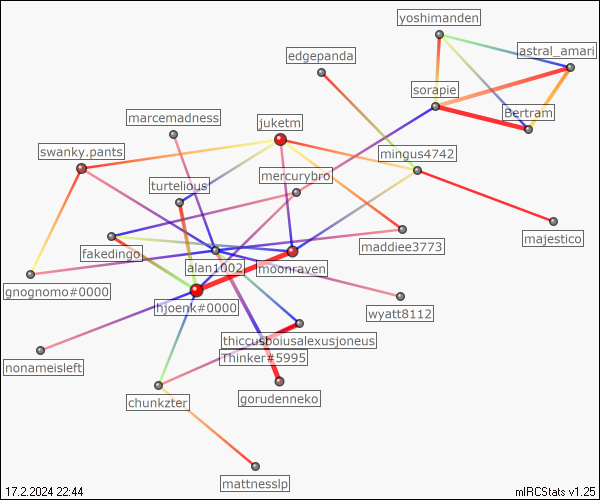 yoshimanden
astral_amari
edgepanda
sorapie
Bertram
marcemadness
juketm
swanky.pants
mingus4742
mercurybro
turtelious
majestico
maddiee3773
fakedingo
alan1002
moonraven
gnognomo#0000
hjoenk#0000
wyatt8112
thiccusboiusalexusjoneus
Thinker#5995
nonameisleft
gorudenneko
chunkzter
mattnesslp
17.2.2024 22:44
mIRCStats v1.25